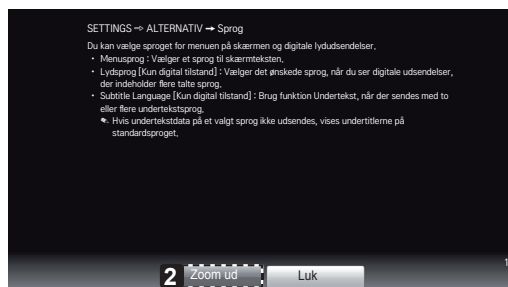 SETTINGS ⇨ ALTERNATIV ➙ Sprog
Du kan vælge sproget for menuen på skærmen og digitale lydudsendelser.
• Menusprog : Vælger et sprog til skærmteksten.
• Lydsprog [Kun digital tilstand] : Vælger det ønskede sprog, når du ser digitale udsendelser,
der indeholder flere talte sprog.
• Subtitle Language [Kun digital tilstand] : Brug funktion Undertekst, når der sendes med to
eller flere undertekstsprog.
✎ Hvis undertekstdata på et valgt sprog ikke udsendes, vises undertitlerne på
standardsproget.
1
2 Zoom ud Luk